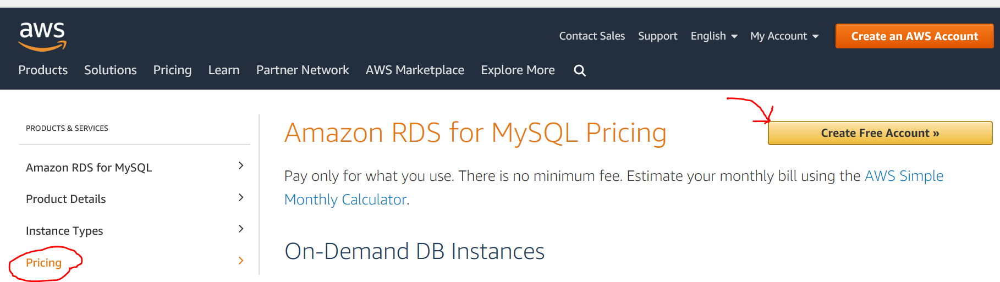 aws
Contact Sales Support English My Account Create an AWS Account
Products Solutions Pricing Learn Partner Network AWS Marketplace Explore More
PRODUCTS & SERVICES
Amazon RDS for MySQL
Product Details
Instance Types
Pricing
Amazon RDS for MySQL Pricing
Create Free Account »
Pay only for what you use. There is no minimum fee. Estimate your monthly bill using the AWS Simple
Monthly Calculator.
On-Demand DB Instances